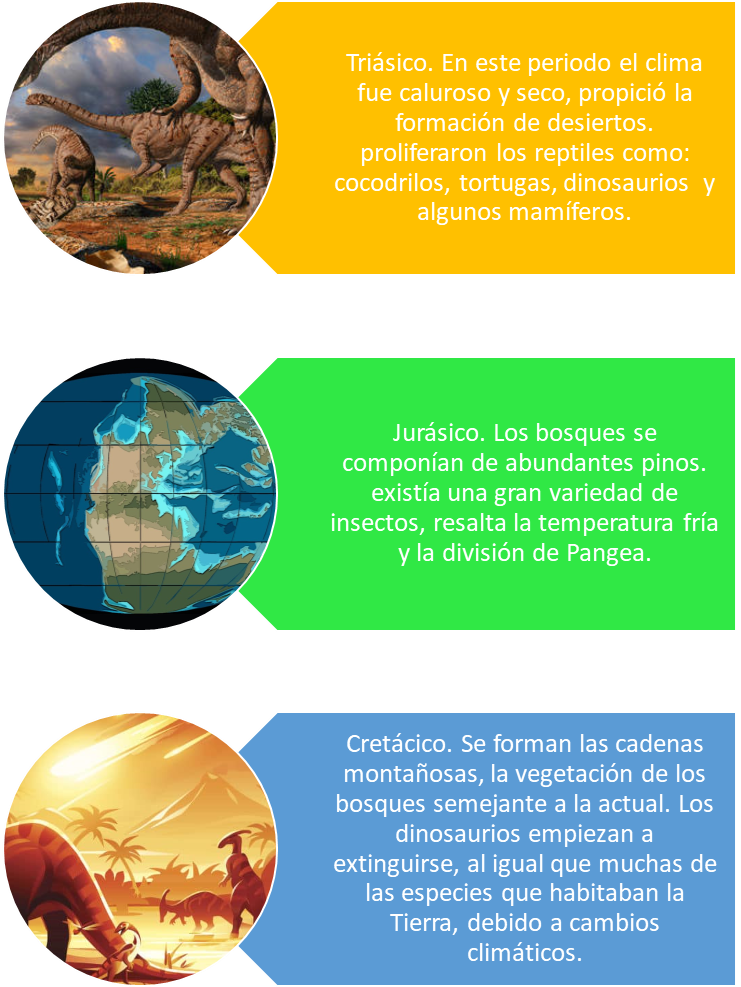 Triásico. En este periodo el clima
fue caluroso y seco, propició la
formación de desiertos.
proliferaron los reptiles como:
cocodrilos, tortugas, dinosaurios  y
algunos mamíferos.
Jurásico. Los bosques se
componían de abundantes pinos.
existía una gran variedad de
insectos, resalta la temperatura fría
y la división de Pangea.
Cretácico. Se forman las cadenas
montañosas, la vegetación de los
bosques semejante a la actual. Los
dinosaurios empiezan a
extinguirse, al igual que muchas de
las especies que habitaban la
Tierra, debido a cambios
climáticos.